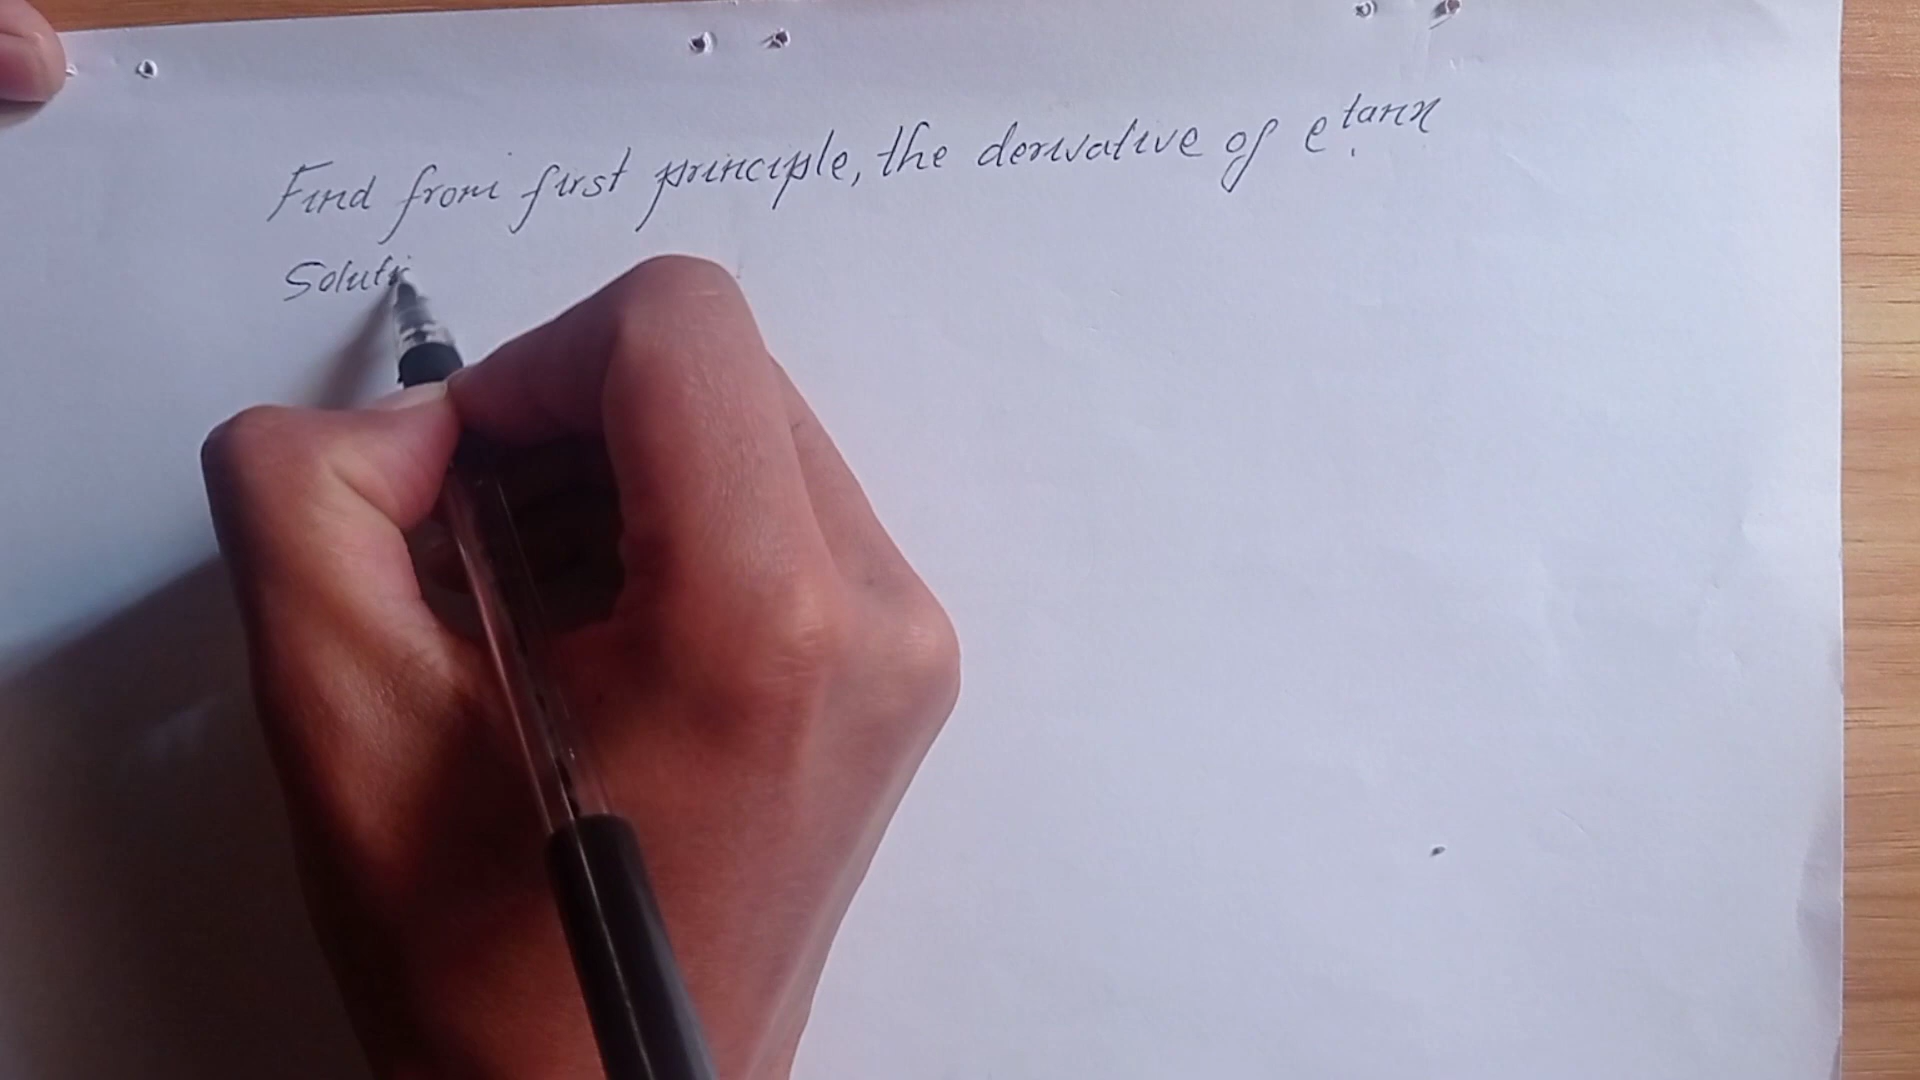 Find from first principle, the derivative of e^tanx.
Soluti